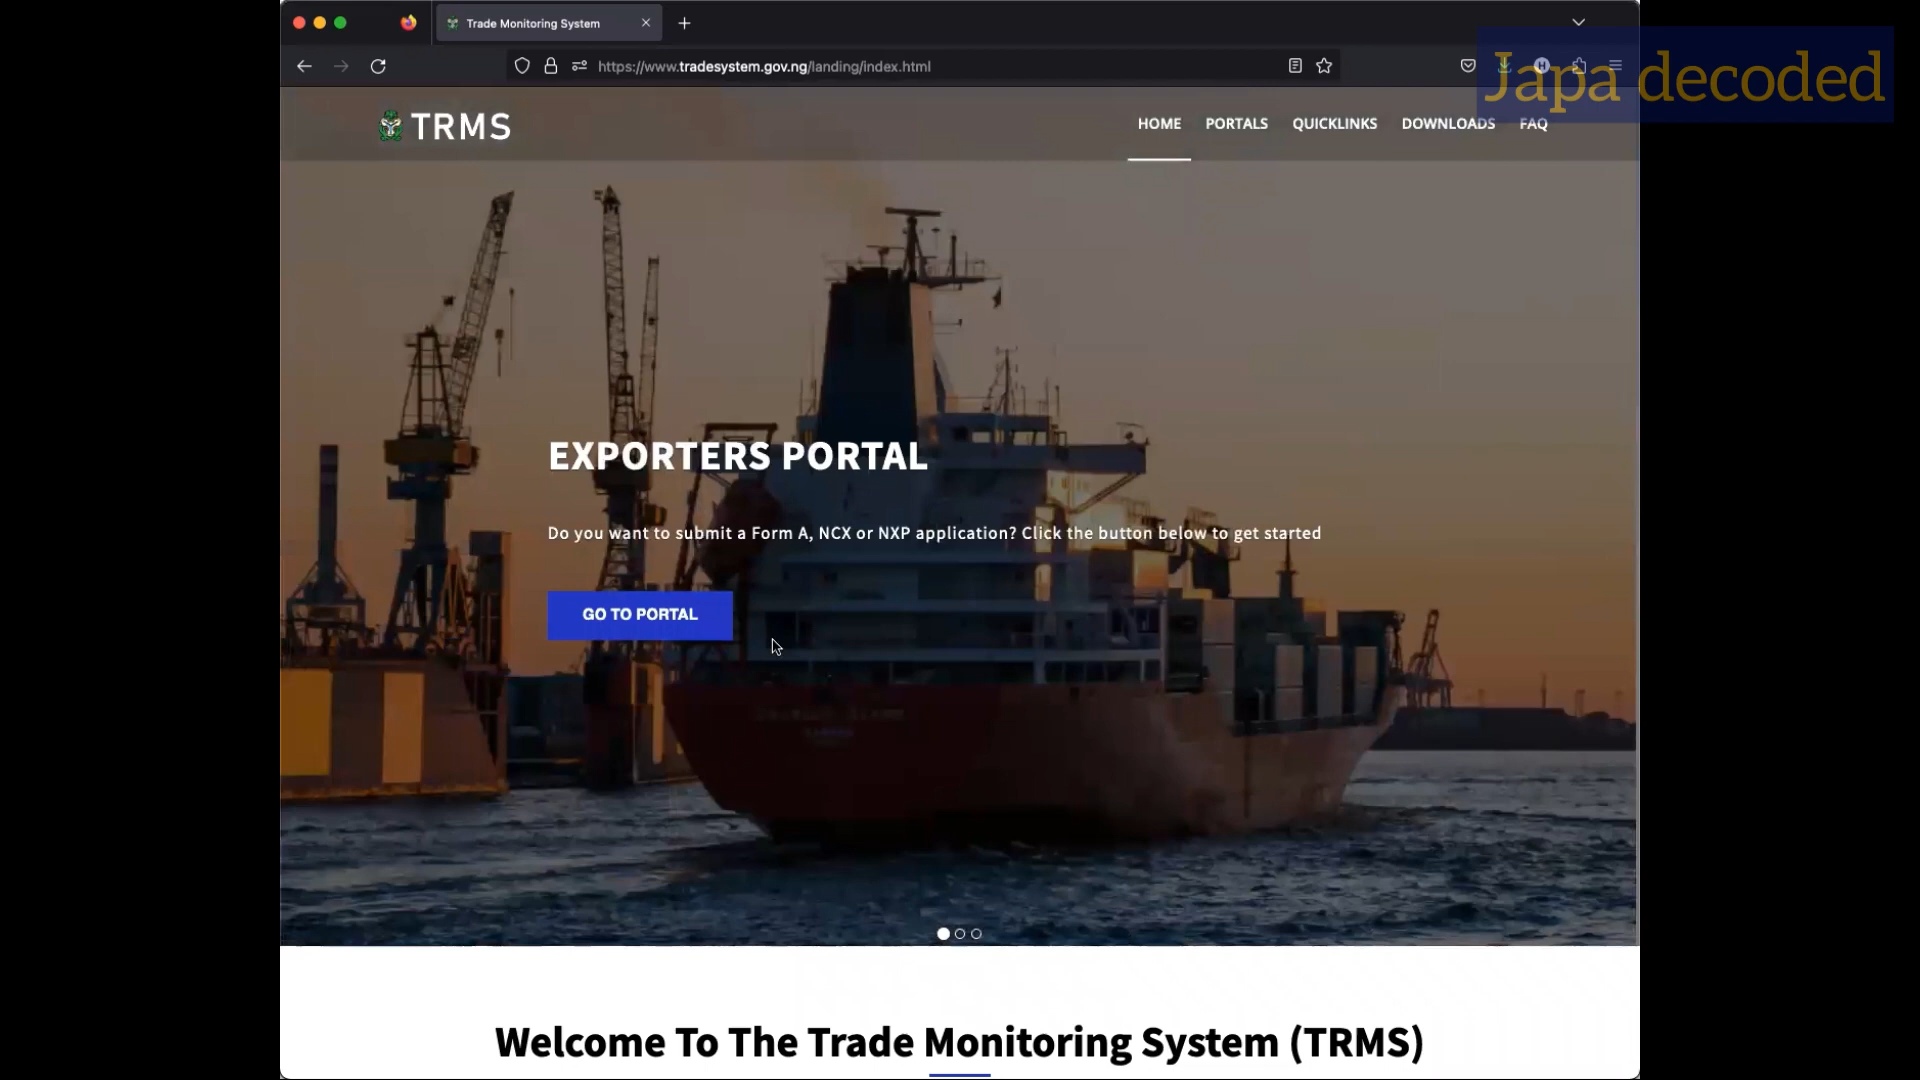 Trade Monitoring System
https://www.tradesystem.gov.ng/landing/index.html
Japa decoded
TRMS
HOME PORTALS QUICKLINKS DOWNLOADS FAQ
EXPORTERS PORTAL
Do you want to submit a Form A, NCX or NXP application? Click the button below to get started
GO TO PORTAL
Welcome To The Trade Monitoring System (TRMS)